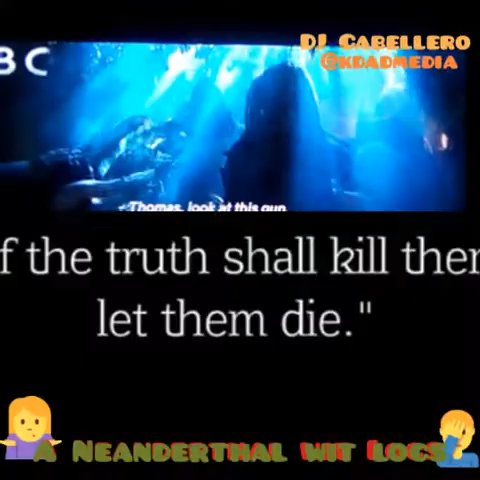 DJ Cabellero
@kdadmedia
BC
- Thomas, look at this gun.
f the truth shall kill ther
let them die."
A Neanderthal wit Locs